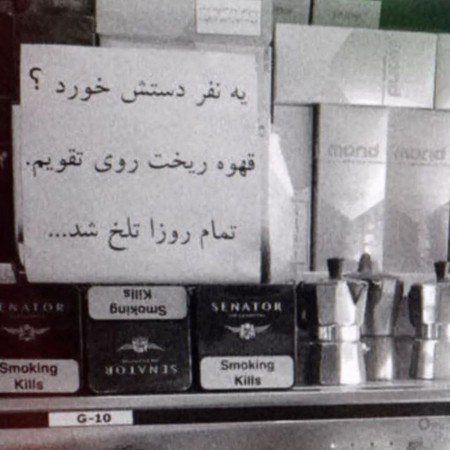 یه نفر دستش خورد ؟
قهوه ریخت روی تقویم.
تمام روزا تلخ شد...
mond
mond
SENATOR
Smoking
Kills
Smoking
Kills
SENATOR
SENATOR
Smoking
Kills
G-10